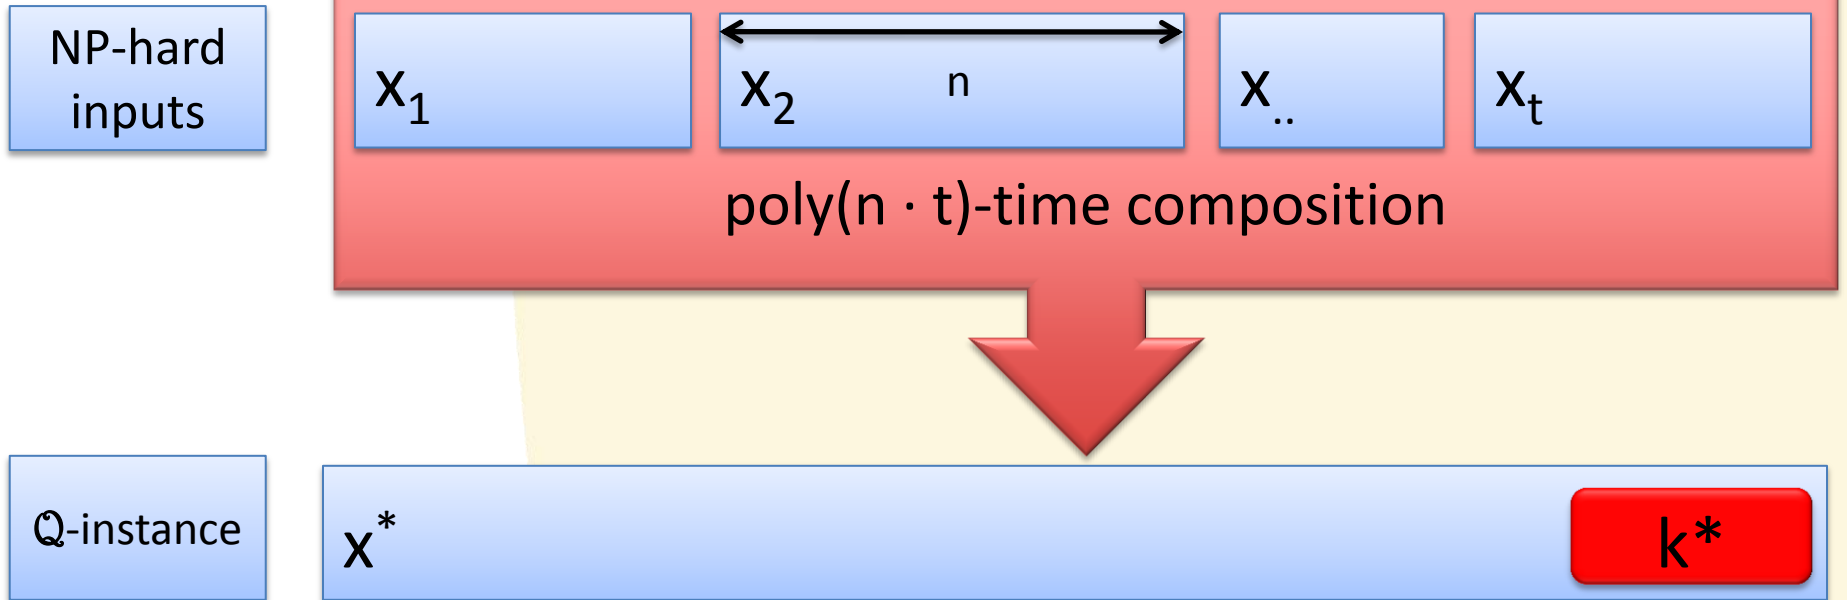 NP-hard
inputs
x₁
x₂
n
x..
xₜ
poly(n · t)-time composition
Q-instance
x*
k*